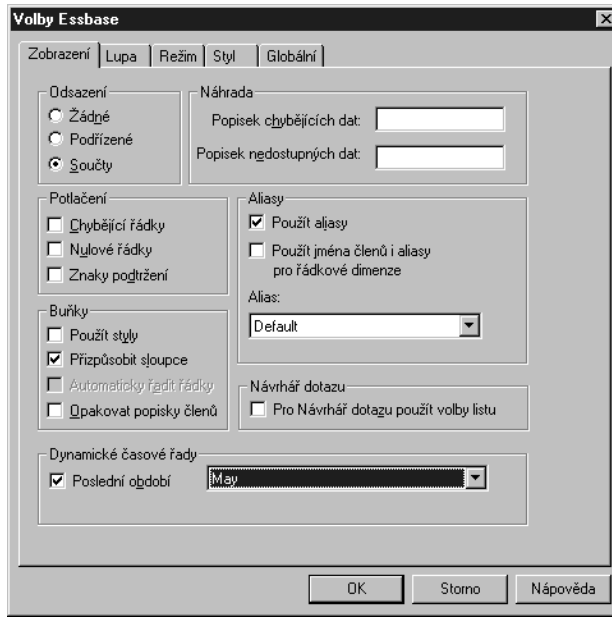 Volby Essbase
Zobrazení Lupa Režim Styl Globální
Odsazení
Žádné
Podřízené
Součty
Náhrada
Popisek chybějících dat:
Popisek nedostupných dat:
Potlačení
Chybějící řádky
Nulové řádky
Znaky podtržení
Aliasy
Použít aliasy
Použít jména členů i aliasy
pro řádkové dimenze
Alias:
Default
Buňky
Použít styly
Přizpůsobit sloupce
Automaticky řadit řádky
Opakovat popisky členů
Návrhář dotazu
Pro Návrhář dotazu použít volby listu
Dynamické časové řady
Poslední období May
OK Storno Nápověda